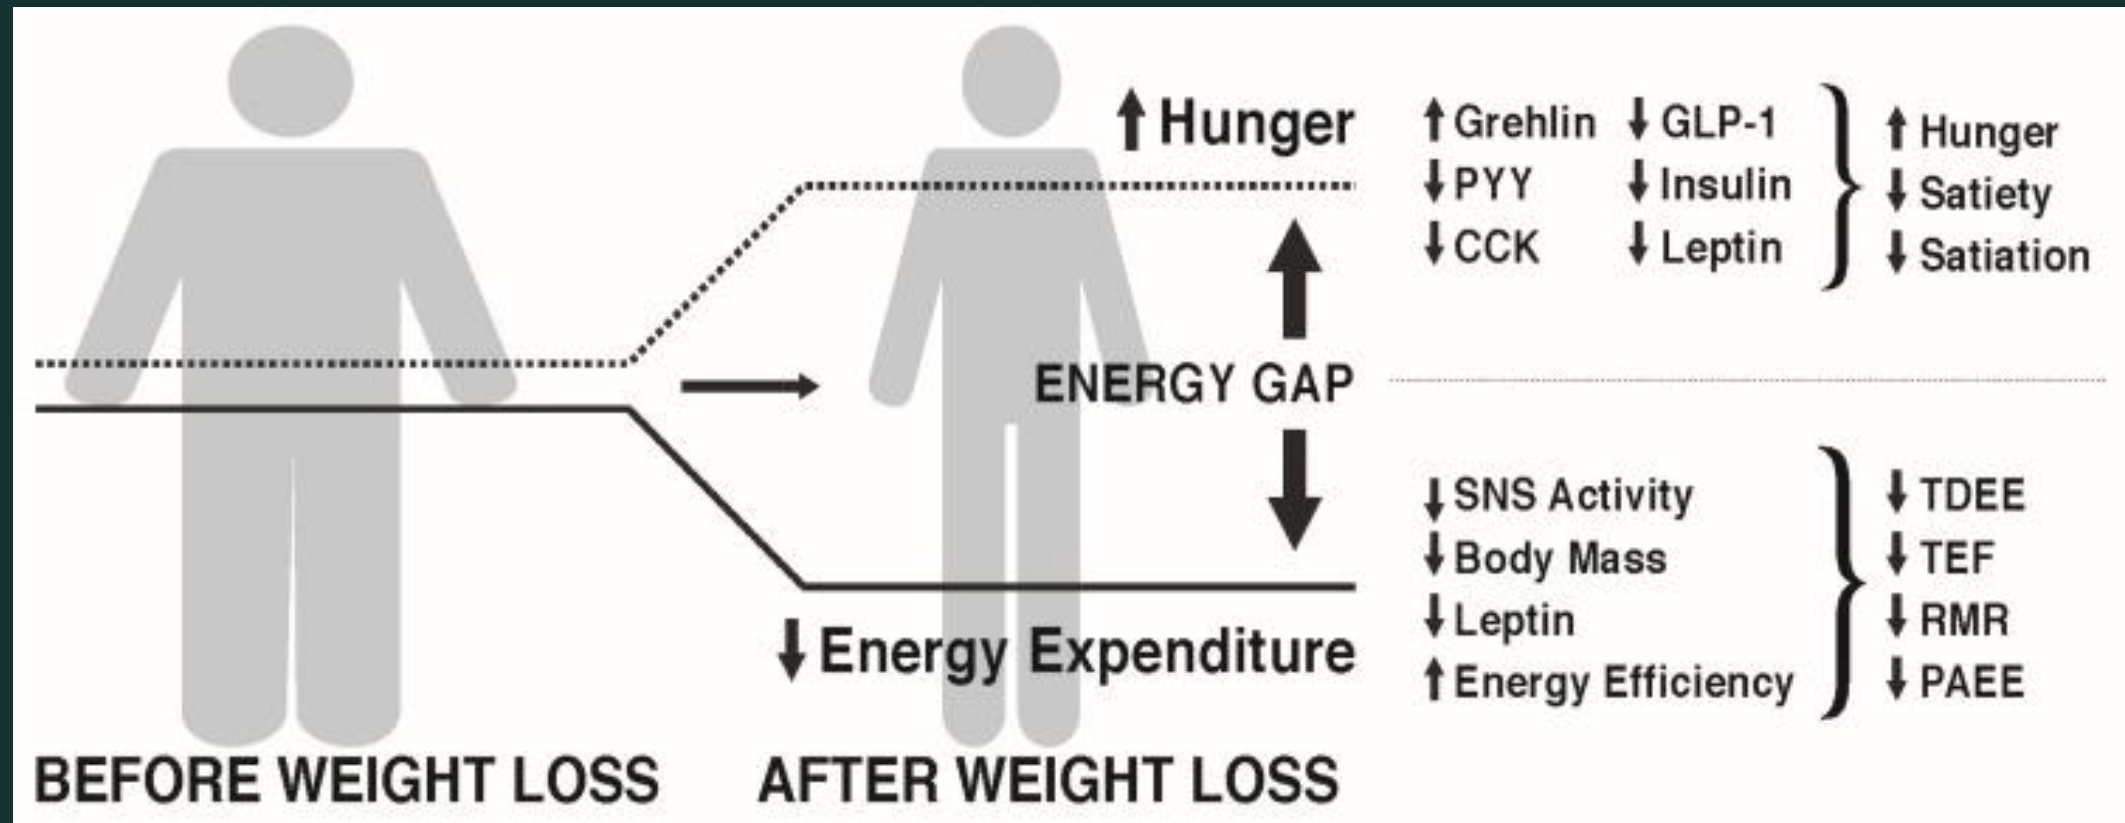 ↑ Hunger
ENERGY GAP
↓ Energy Expenditure
BEFORE WEIGHT LOSS
AFTER WEIGHT LOSS
↑ Grehlin ↓ GLP-1
↓ PYY ↓ Insulin
↓ CCK ↓ Leptin
↑ Hunger
↓ Satiety
↓ Satiation
↓ SNS Activity
↓ Body Mass
↓ Leptin
↑ Energy Efficiency
↓ TDEE
↓ TEF
↓ RMR
↓ PAEE